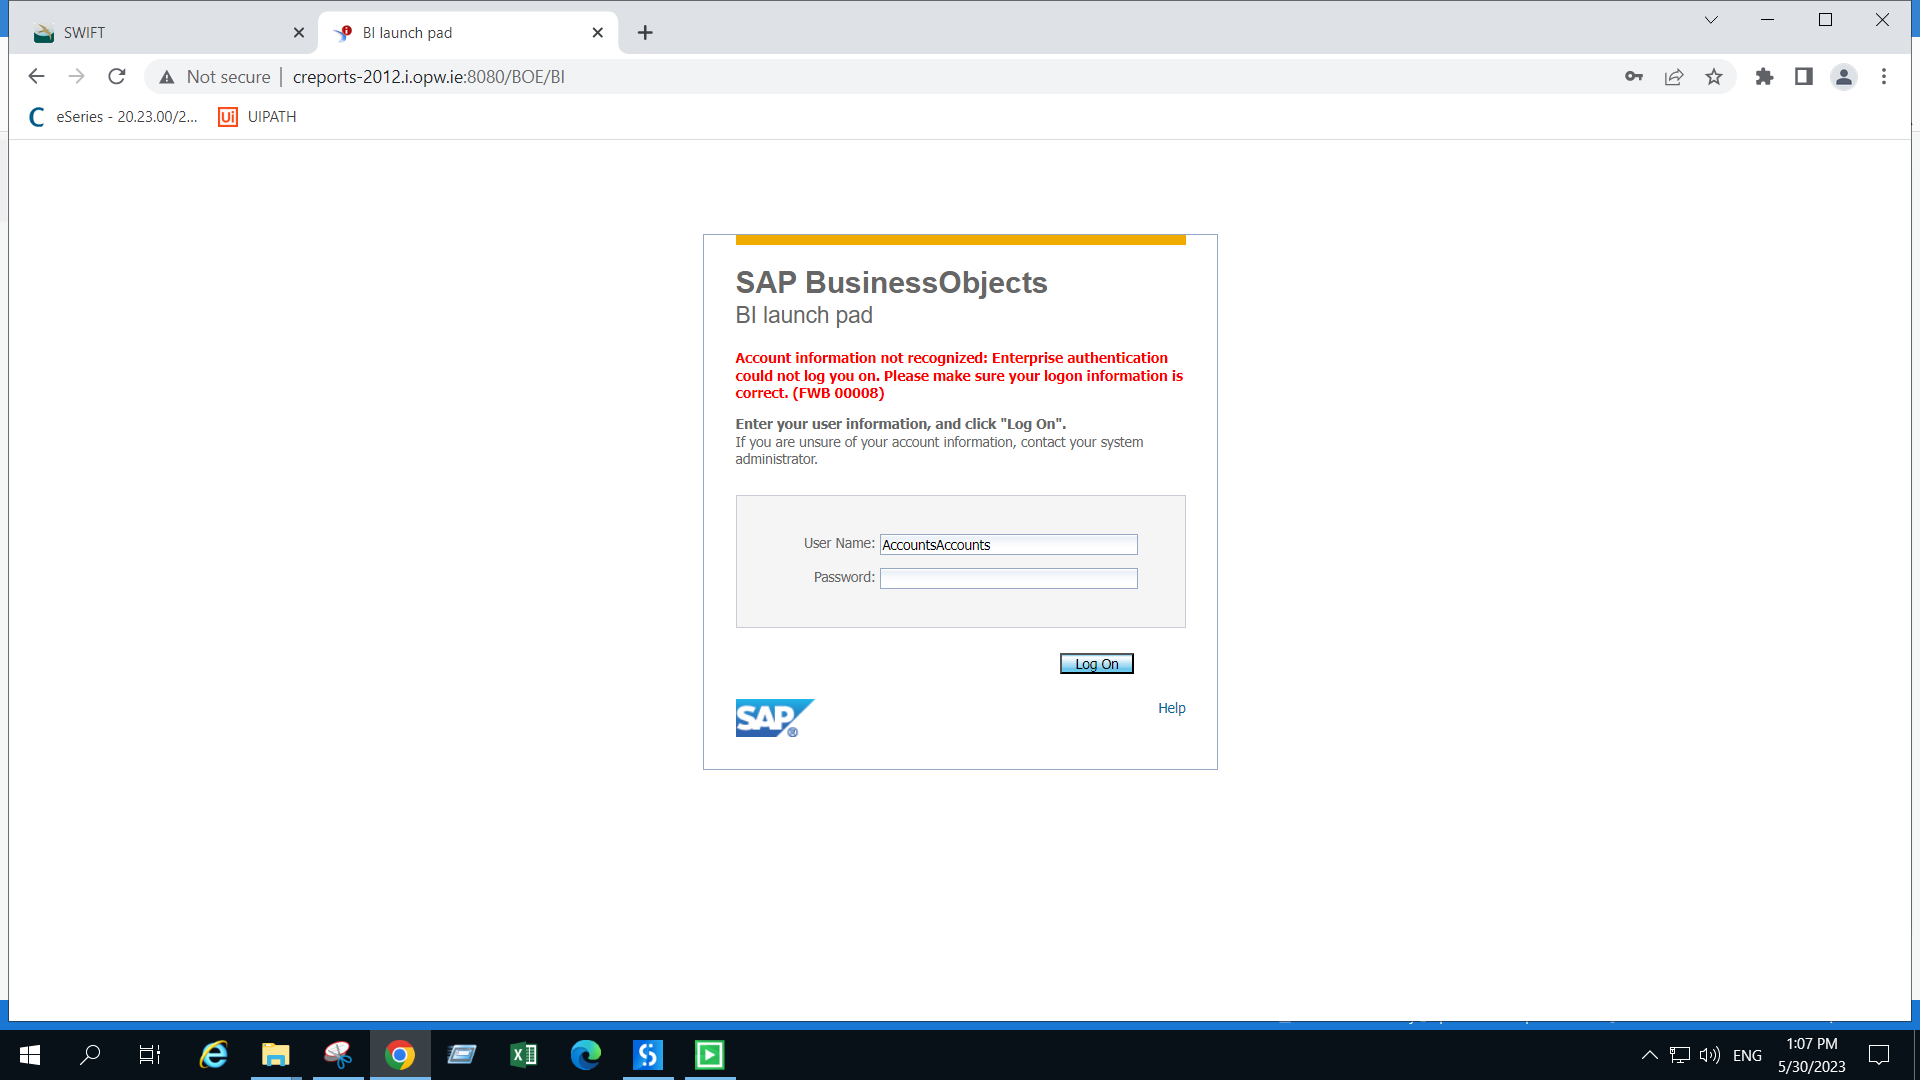 SWIFT
BI launch pad
Not secure
creports-2012.i.opw.ie:8080/BOE/BI
eSeries - 20.23.00/2...
Ui UIPATH
SAP BusinessObjects
BI launch pad
Account information not recognized: Enterprise authentication
could not log you on. Please make sure your logon information is
correct. (FWB 00008)
Enter your user information, and click "Log On".
If you are unsure of your account information, contact your system
administrator.
User Name: AccountsAccounts
Password:
Log On
SAP®
Help
ENG
1:07 PM
5/30/2023